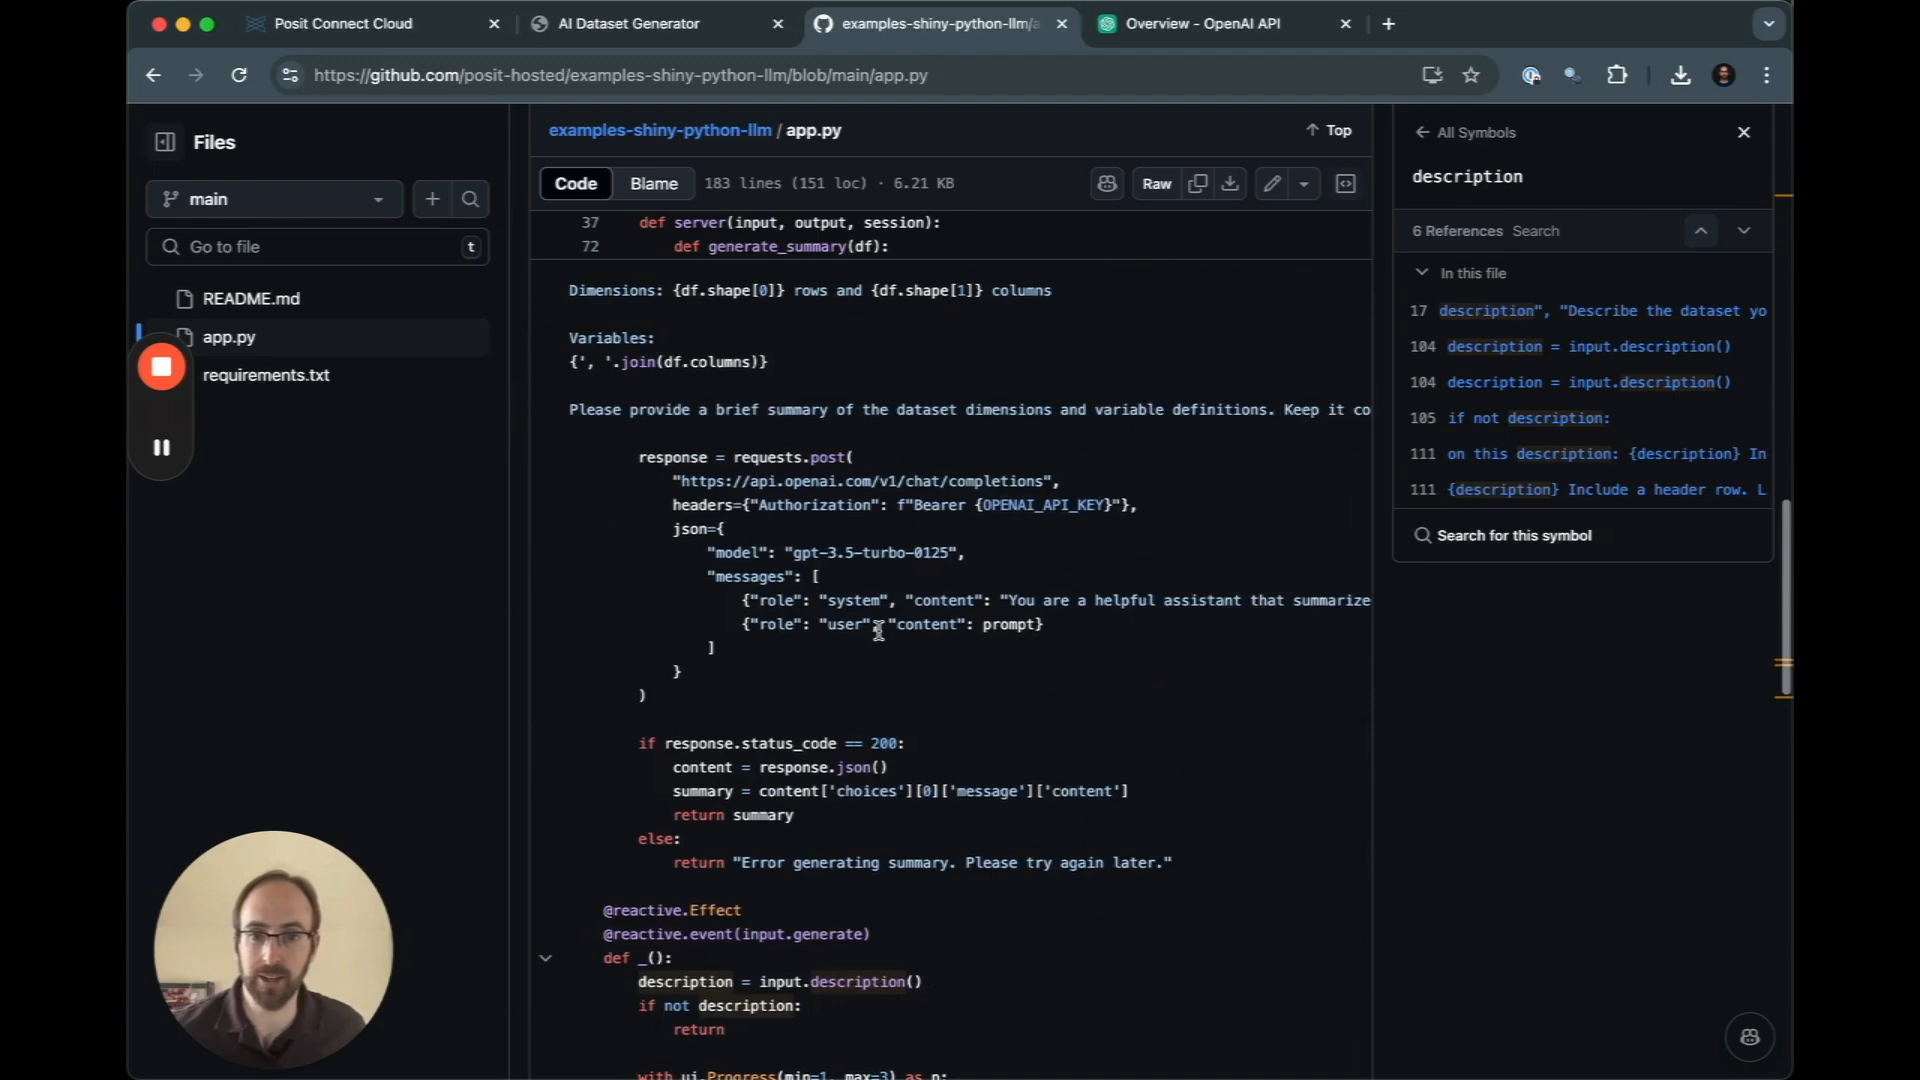 Posit Connect Cloud
AI Dataset Generator
examples-shiny-python-llm/a
Overview - OpenAI API
https://github.com/posit-hosted/examples-shiny-python-llm/blob/main/app.py
Files
main
Go to file
t
README.md
app.py
requirements.txt
examples-shiny-python-llm / app.py
Top
Code
Blame
183 lines (151 loc) · 6.21 KB
Raw
37 def server(input, output, session):
72 def generate_summary(df):
Dimensions: {df.shape[0]} rows and {df.shape[1]} columns
Variables:
{', '.join(df.columns)}
Please provide a brief summary of the dataset dimensions and variable definitions. Keep it co
response = requests.post(
"https://api.openai.com/v1/chat/completions",
headers={"Authorization": f"Bearer {OPENAI_API_KEY}"},
json={
"model": "gpt-3.5-turbo-0125",
"messages": [
{"role": "system", "content": "You are a helpful assistant that summarize
{"role": "user", "content": prompt}
]
}
)
if response.status_code == 200:
content = response.json()
summary = content['choices'][0]['message']['content']
return summary
else:
return "Error generating summary. Please try again later."
@reactive.Effect
@reactive.event(input.generate)
def _():
description = input.description()
if not description:
return
with ui.Progress(min=1, max=3) as p:
All Symbols
description
6 References Search
In this file
17 description", "Describe the dataset yo
104 description = input.description()
104 description = input.description()
105 if not description:
111 on this description: {description} In
111 {description} Include a header row. L
Search for this symbol